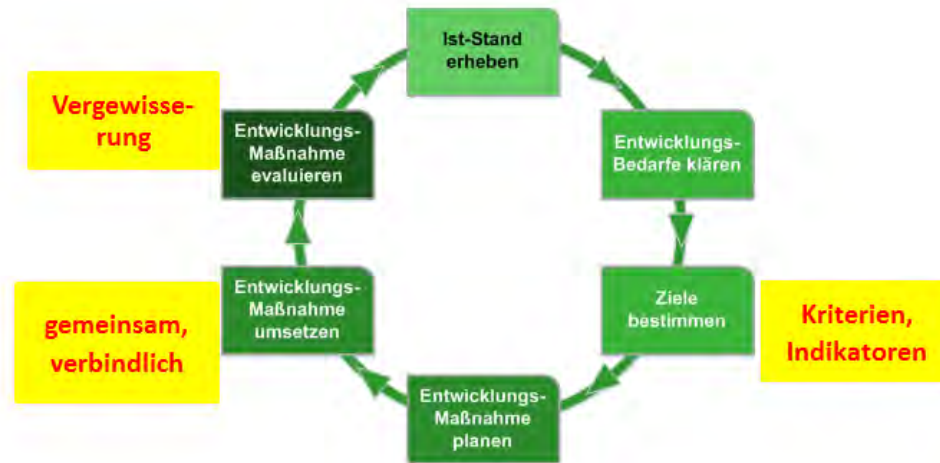 Ist-Stand
erheben
Vergewisse-
rung
Entwicklungs-
Maßnahme
evaluieren
Entwicklungs-
Bedarfe klären
gemeinsam,
verbindlich
Entwicklungs-
Maßnahme
umsetzen
Ziele
bestimmen
Kriterien,
Indikatoren
Entwicklungs-
Maßnahme
planen